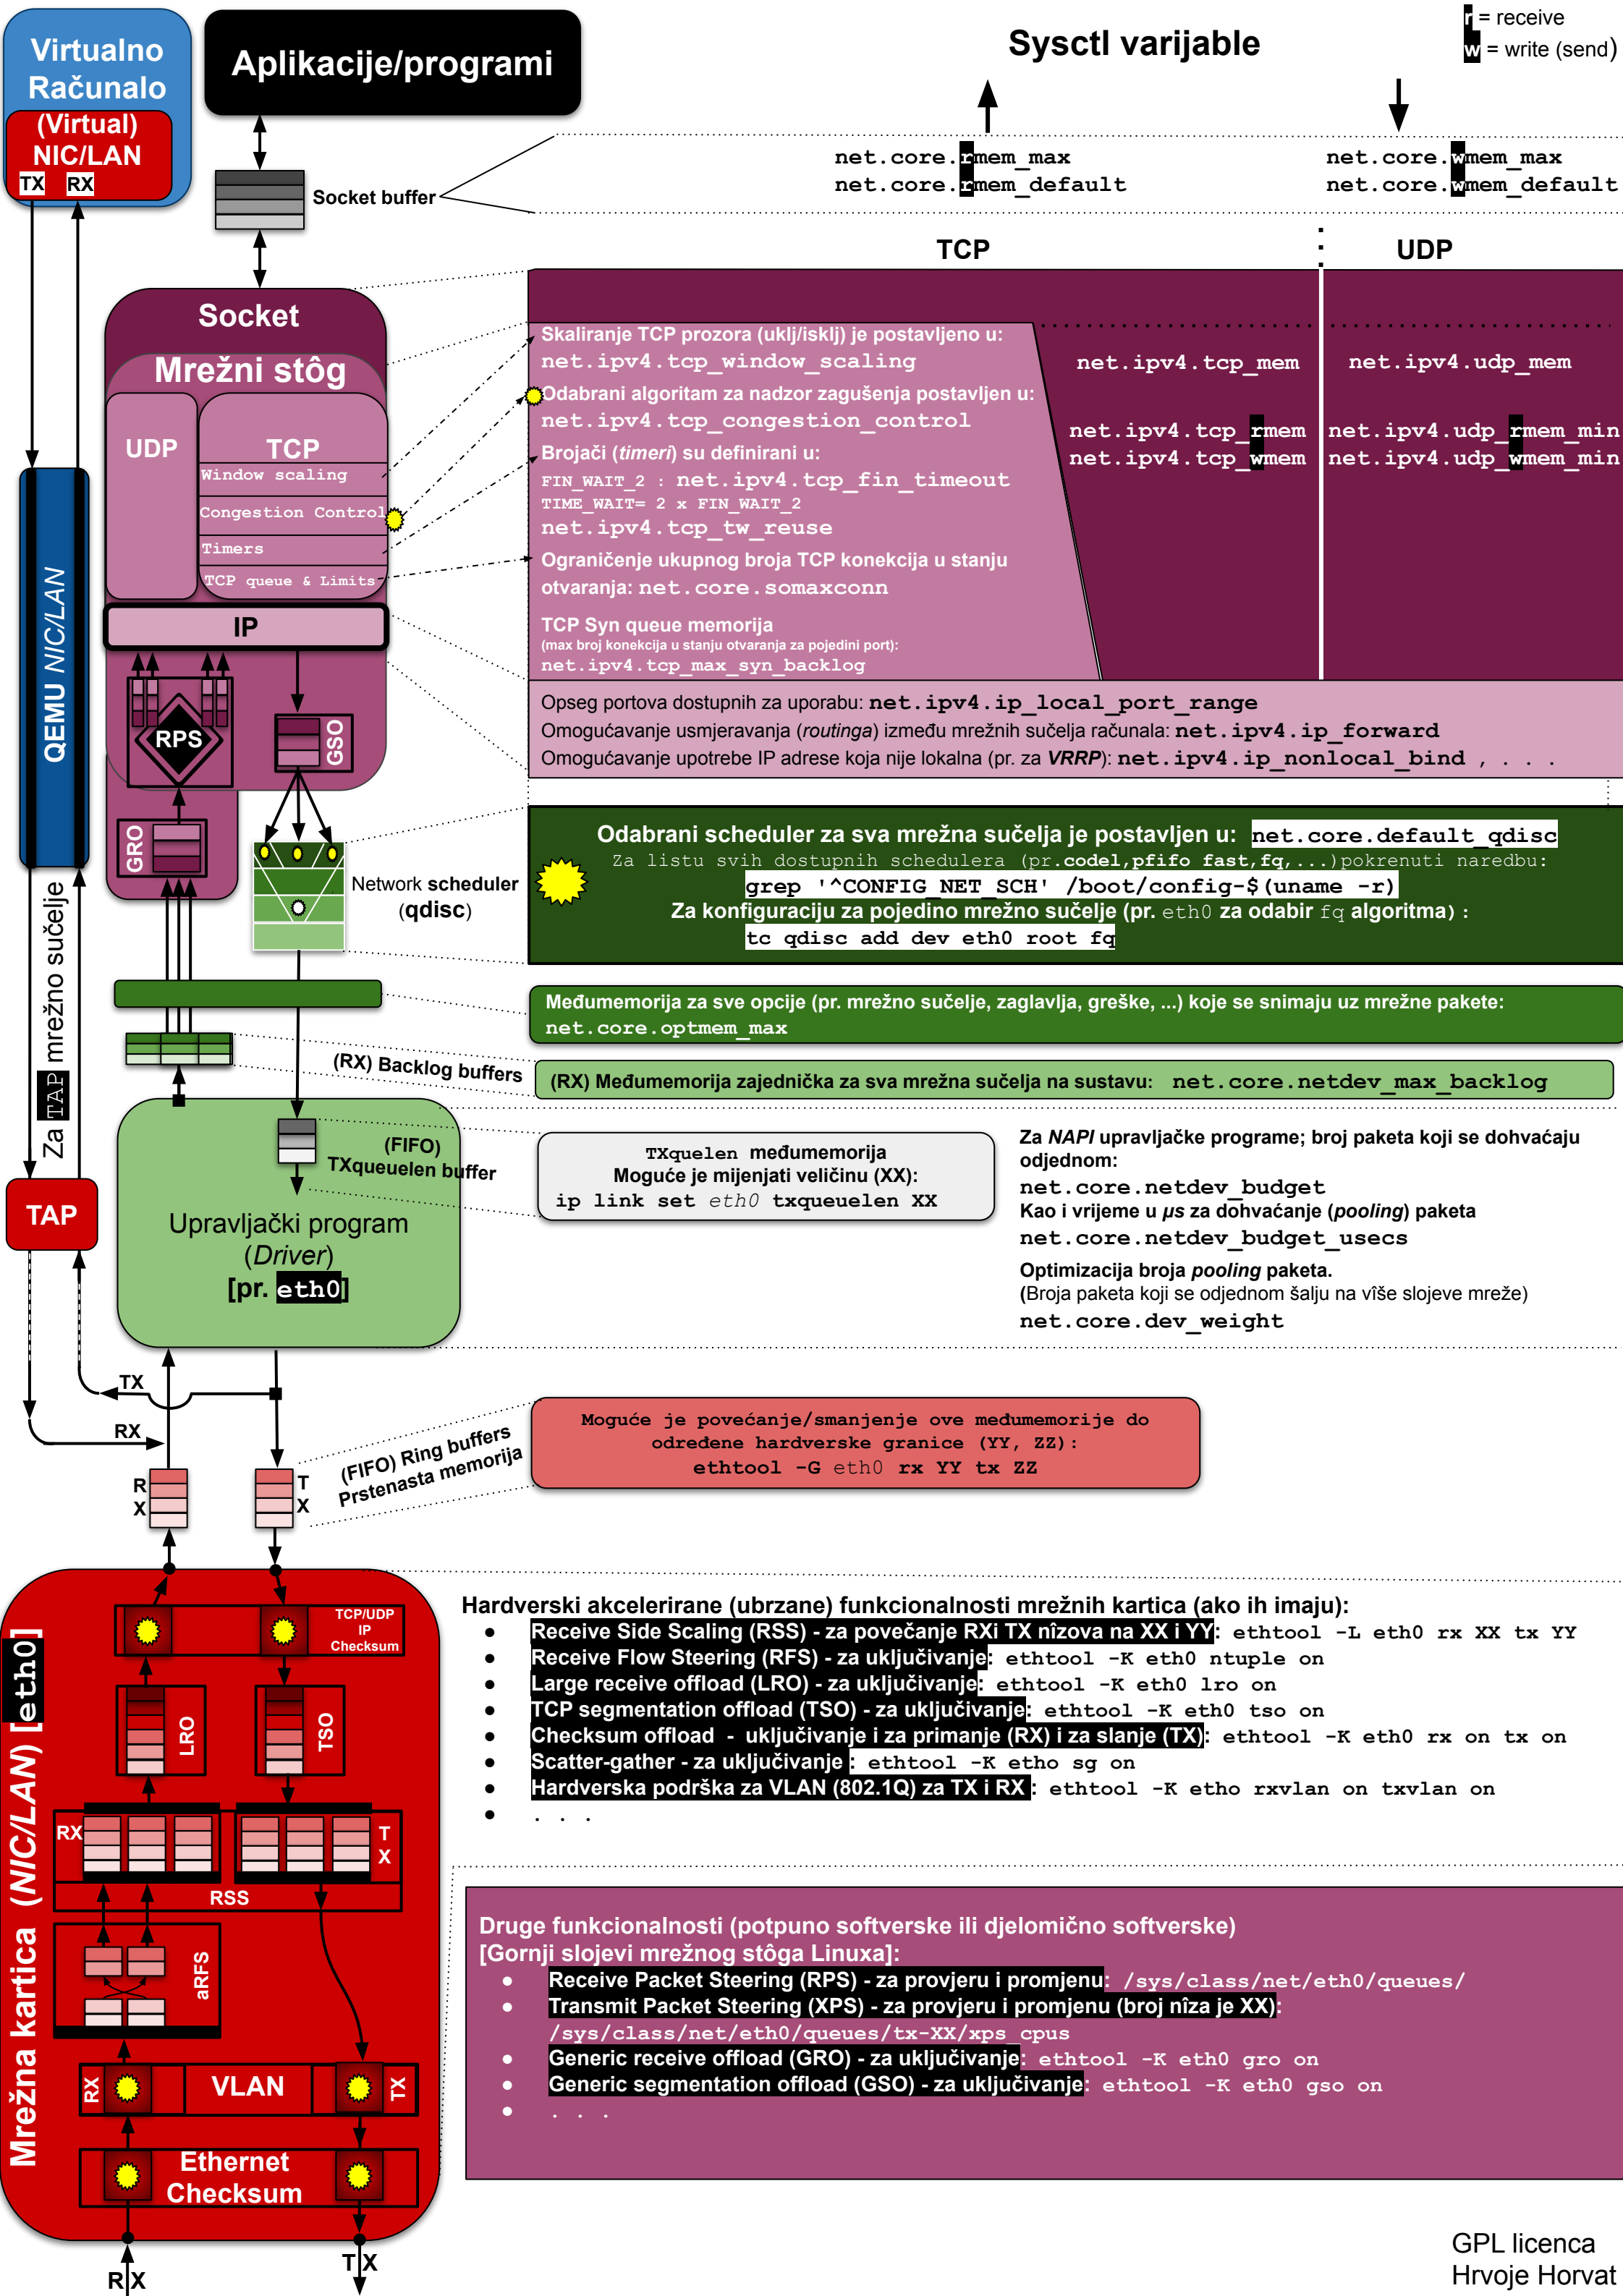 Virtualno
Računalo
(Virtual)
NIC/LAN
TX RX
Aplikacije/programi
Sysctl varijable
r = receive
w = write (send)
Socket buffer
net.core.rmem_max
net.core.rmem_default
net.core.wmem_max
net.core.wmem_default
TCP
UDP
Socket
Mrežni stôg
UDP
TCP
Window scaling
Congestion Control
Timers
TCP queue & Limits
IP
RPS
GSO
GRO
Skaliranje TCP prozora (uklj/isklj) je postavljeno u:
net.ipv4.tcp_window_scaling
Odabrani algoritam za nadzor zagušenja postavljen u:
net.ipv4.tcp_congestion_control
Brojači (timeri) su definirani u:
FIN_WAIT_2 : net.ipv4.tcp_fin_timeout
TIME_WAIT= 2 x FIN_WAIT_2
net.ipv4.tcp_tw_reuse
Ograničenje ukupnog broja TCP konekcija u stanju
otvaranja: net.core.somaxconn
TCP Syn queue memorija
(max broj konekcija u stanju otvaranja za pojedini port):
net.ipv4.tcp_max_syn_backlog
net.ipv4.tcp_mem
net.ipv4.tcp_rmem
net.ipv4.tcp_wmem
net.ipv4.udp_mem
net.ipv4.udp_rmem_min
net.ipv4.udp_wmem_min
Opseg portova dostupnih za uporabu: net.ipv4.ip_local_port_range
Omogućavanje usmjeravanja (routinga) između mrežnih sučelja računala: net.ipv4.ip_forward
Omogućavanje upotrebe IP adrese koja nije lokalna (pr. za VRRP): net.ipv4.ip_nonlocal_bind , . . .
QEMU NIC/LAN
Za TAP mrežno sučelje
TAP
Network scheduler
(qdisc)
Odabrani scheduler za sva mrežna sučelja je postavljen u: net.core.default_qdisc
Za listu svih dostupnih schedulera (pr.codel,pfifo fast,fq,...)pokrenuti naredbu:
grep '^CONFIG_NET_SCH' /boot/config-$(uname -r)
Za konfiguraciju za pojedino mrežno sučelje (pr. eth0 za odabir fq algoritma):
tc qdisc add dev eth0 root fq
Međumemorija za sve opcije (pr. mrežno sučelje, zaglavlja, greške, ...) koje se snimaju uz mrežne pakete:
net.core.optmem_max
(RX) Backlog buffers
(RX) Međumemorija zajednička za sva mrežna sučelja na sustavu: net.core.netdev_max_backlog
(FIFO)
TXqueuelen buffer
Upravljački program
(Driver)
[pr. eth0]
TXquelen međumemorija
Moguće je mijenjati veličinu (XX):
ip link set eth0 txqueuelen XX
Za NAPI upravljačke programe; broj paketa koji se dohvaćaju
odjednom:
net.core.netdev_budget
Kao i vrijeme u µs za dohvaćanje (pooling) paketa
net.core.netdev_budget_usecs
Optimizacija broja pooling paketa.
(Broja paketa koji se odjednom šalju na vîše slojeve mreže)
net.core.dev_weight
TX
RX
RX
TX
(FIFO) Ring buffers
Prstenasta memorija
Moguće je povećanje/smanjenje ove međumemorije do
određene hardverske granice (YY, ZZ):
ethtool -G eth0 rx YY tx ZZ
Mrežna kartica (NIC/LAN) [eth0]
TCP/UDP
IP
Checksum
LRO
TSO
RX
TX
RSS
aRFS
RX
VLAN
TX
Ethernet
Checksum
RX
TX
Hardverski akcelerirane (ubrzane) funkcionalnosti mrežnih kartica (ako ih imaju):
● Receive Side Scaling (RSS) - za povečanje RXi TX nîzova na XX i YY: ethtool -L eth0 rx XX tx YY
● Receive Flow Steering (RFS) - za uključivanje: ethtool -K eth0 ntuple on
● Large receive offload (LRO) - za uključivanje: ethtool -K eth0 lro on
● TCP segmentation offload (TSO) - za uključivanje: ethtool -K eth0 tso on
● Checksum offload - uključivanje i za primanje (RX) i za slanje (TX): ethtool -K eth0 rx on tx on
● Scatter-gather - za uključivanje : ethtool -K etho sg on
● Hardverska podrška za VLAN (802.1Q) za TX i RX : ethtool -K etho rxvlan on txvlan on
● . . .
Druge funkcionalnosti (potpuno softverske ili djelomično softverske)
[Gornji slojevi mrežnog stôga Linuxa]:
● Receive Packet Steering (RPS) - za provjeru i promjenu: /sys/class/net/eth0/queues/
● Transmit Packet Steering (XPS) - za provjeru i promjenu (broj nîza je XX):
/sys/class/net/eth0/queues/tx-XX/xps_cpus
● Generic receive offload (GRO) - za uključivanje: ethtool -K eth0 gro on
● Generic segmentation offload (GSO) - za uključivanje: ethtool -K eth0 gso on
● . . .
GPL licenca
Hrvoje Horvat